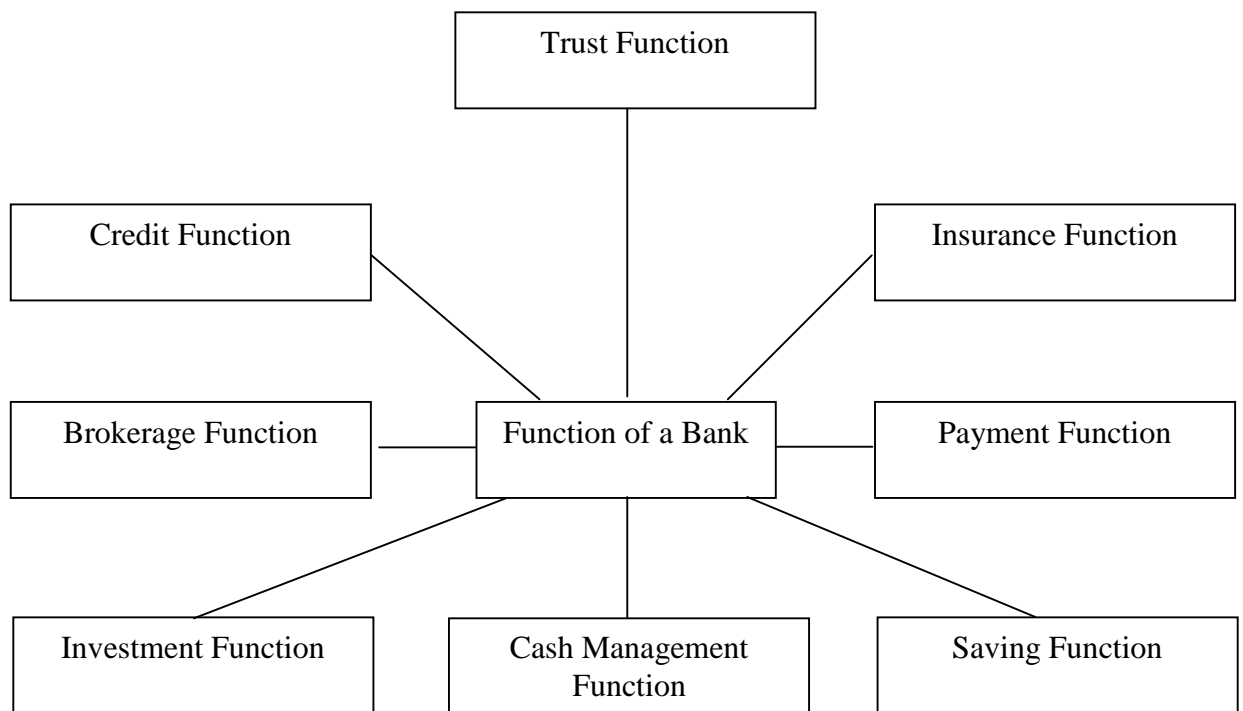 Trust Function
Credit Function
Insurance Function
Brokerage Function
Function of a Bank
Payment Function
Investment Function
Cash Management
Function
Saving Function